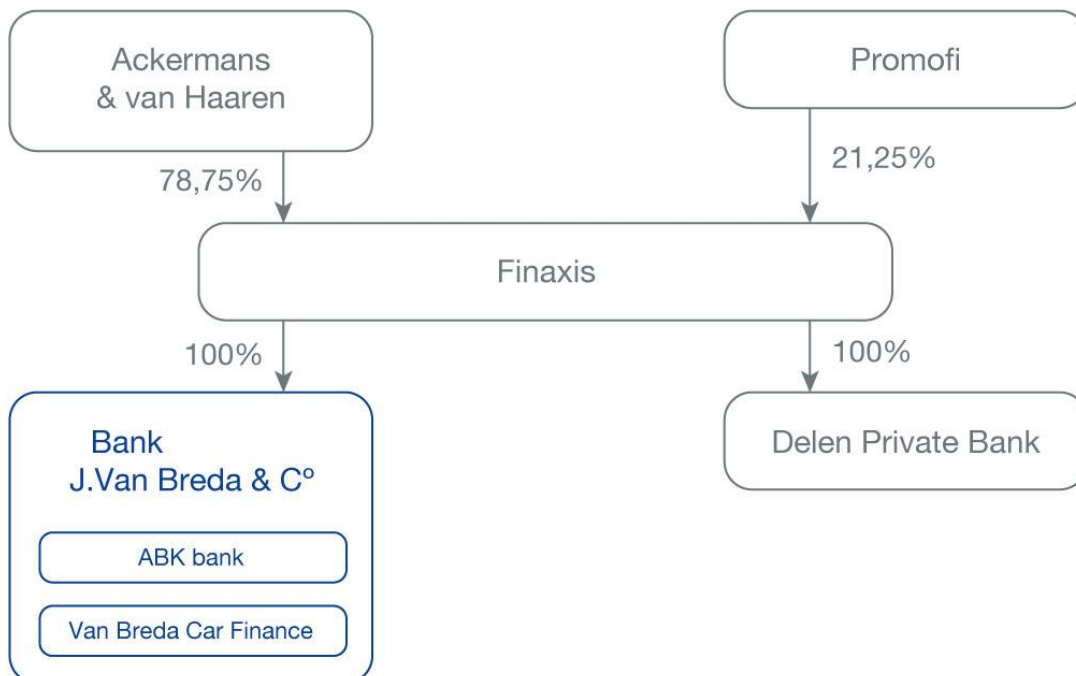 Ackermans
& van Haaren
Promofi
78,75%
21,25%
Finaxis
100%
100%
Bank
J.Van Breda & Cº
Delen Private Bank
ABK bank
Van Breda Car Finance